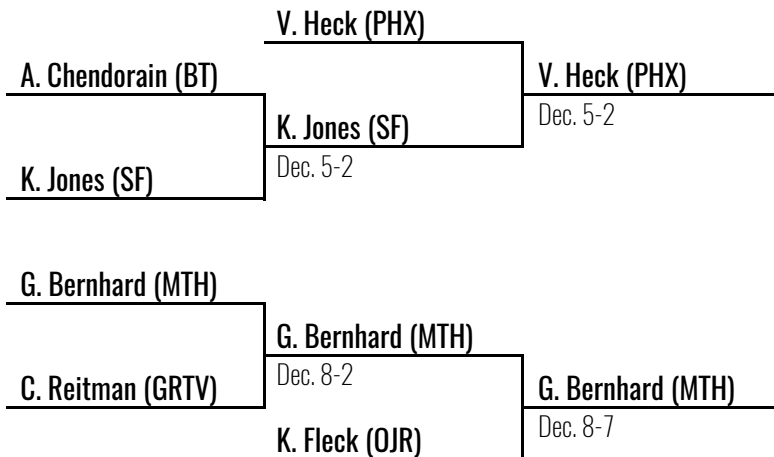 V. Heck (PHX)
A. Chendorain (BT)
V. Heck (PHX)
Dec. 5-2
K. Jones (SF)
Dec. 5-2
K. Jones (SF)
G. Bernhard (MTH)
G. Bernhard (MTH)
Dec. 8-2
C. Reitman (GRTV)
G. Bernhard (MTH)
Dec. 8-7
K. Fleck (OJR)